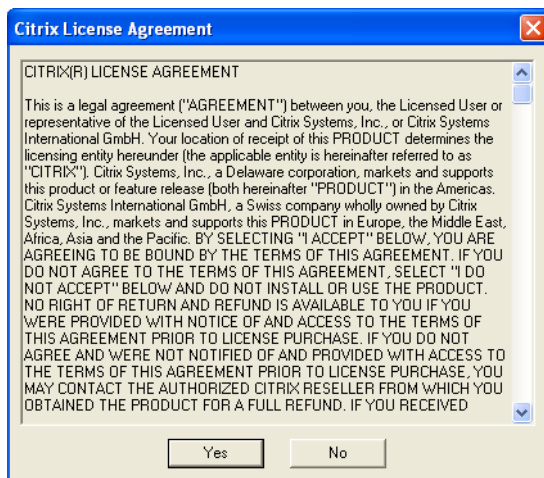 Citrix License Agreement
CITRIX(R) LICENSE AGREEMENT
This is a legal agreement ("AGREEMENT") between you, the Licensed User or
representative of the Licensed User and Citrix Systems, Inc., or Citrix Systems
International GmbH. Your location of receipt of this PRODUCT determines the
licensing entity hereunder (the applicable entity is hereinafter referred to as
"CITRIX"). Citrix Systems, Inc., a Delaware corporation, markets and supports
this product or feature release (both hereinafter "PRODUCT") in the Americas.
Citrix Systems International GmbH, a Swiss company wholly owned by Citrix
Systems, Inc., markets and supports this PRODUCT in Europe, the Middle East,
Africa, Asia and the Pacific. BY SELECTING "I ACCEPT" BELOW, YOU ARE
AGREEING TO BE BOUND BY THE TERMS OF THIS AGREEMENT. IF YOU
DO NOT AGREE TO THE TERMS OF THIS AGREEMENT, SELECT "I DO
NOT ACCEPT" BELOW AND DO NOT INSTALL OR USE THE PRODUCT.
NO RIGHT OF RETURN AND REFUND IS AVAILABLE TO YOU IF YOU
WERE PROVIDED WITH NOTICE OF AND ACCESS TO THE TERMS OF
THIS AGREEMENT PRIOR TO LICENSE PURCHASE. IF YOU DO NOT
AGREE AND WERE NOT NOTIFIED OF AND PROVIDED WITH ACCESS TO
THE TERMS OF THIS AGREEMENT PRIOR TO LICENSE PURCHASE, YOU
MAY CONTACT THE AUTHORIZED CITRIX RESELLER FROM WHICH YOU
OBTAINED THE PRODUCT FOR A FULL REFUND. IF YOU RECEIVED
Yes
No